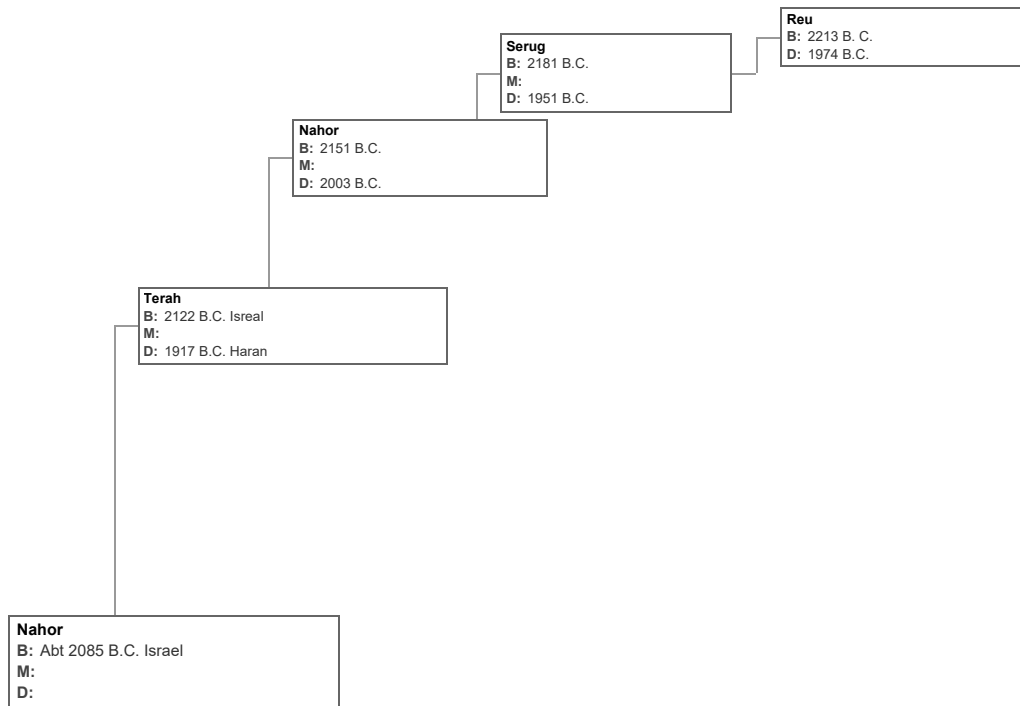 Reu
B: 2213 B. C.
D: 1974 B.C.
Serug
B: 2181 B.C.
M:
D: 1951 B.C.
Nahor
B: 2151 B.C.
M:
D: 2003 B.C.
Terah
B: 2122 B.C. Isreal
M:
D: 1917 B.C. Haran
Nahor
B: Abt 2085 B.C. Israel
M:
D: